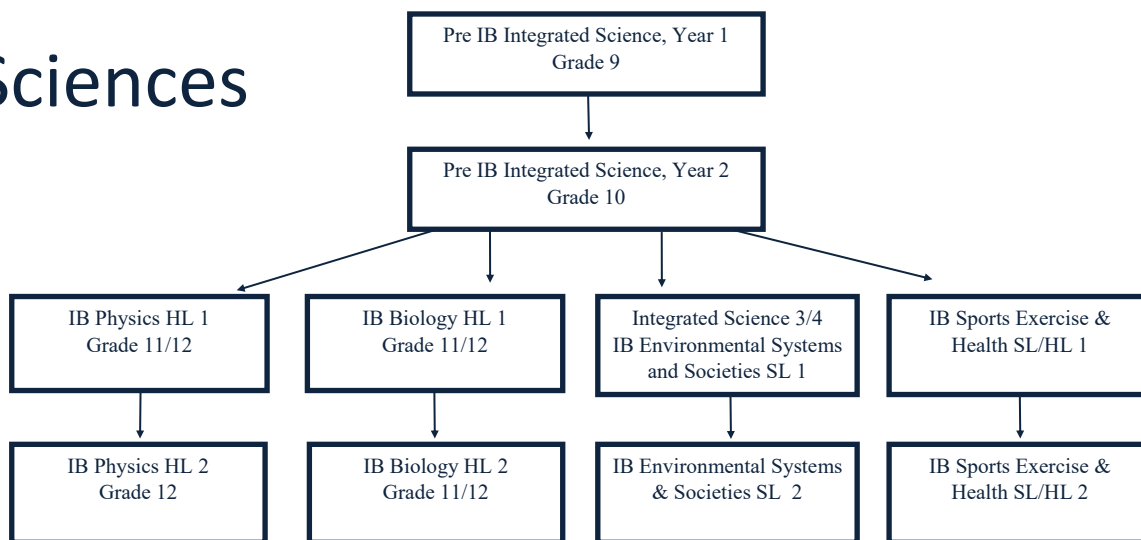 Sciences
Pre IB Integrated Science, Year 1
Grade 9
Pre IB Integrated Science, Year 2
Grade 10
IB Physics HL 1
Grade 11/12
IB Biology HL 1
Grade 11/12
Integrated Science 3/4
IB Environmental Systems
and Societies SL 1
IB Sports Exercise &
Health SL/HL 1
IB Physics HL 2
Grade 12
IB Biology HL 2
Grade 11/12
IB Environmental Systems
& Societies SL 2
IB Sports Exercise &
Health SL/HL 2